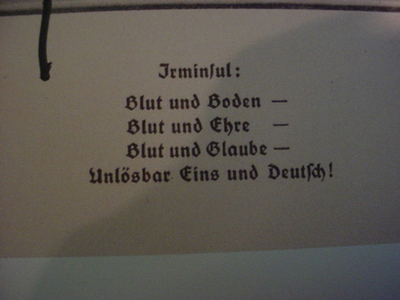 Irminsul:
Blut und Boden —
Blut und Ehre —
Blut und Glaube —
Unlösbar Eins und Deutsch!